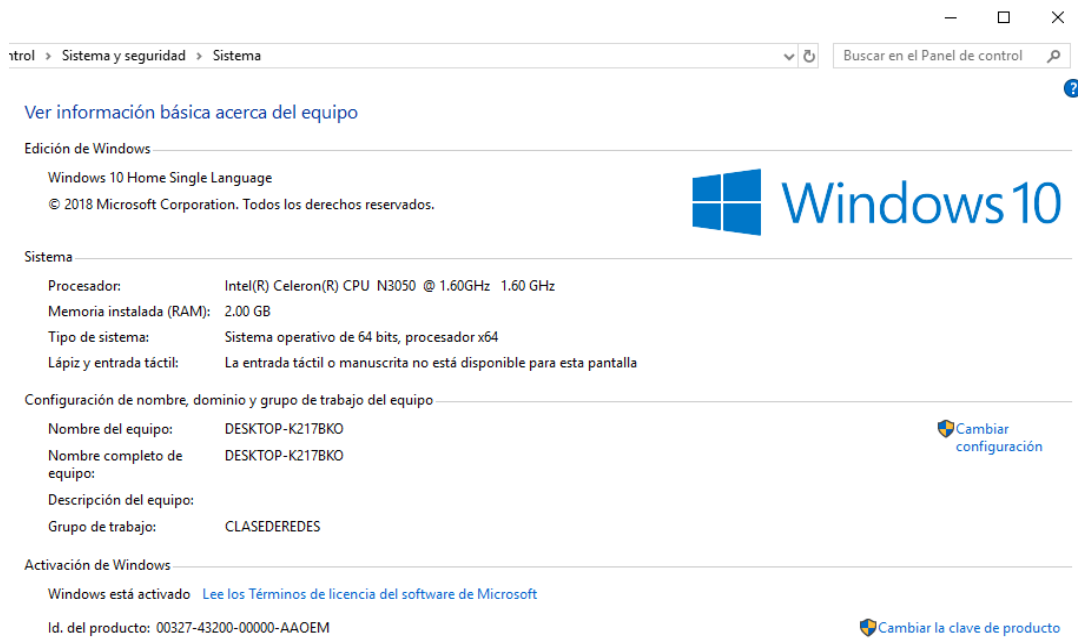 ntrol > Sistema y seguridad > Sistema
Buscar en el Panel de control
?
Ver información básica acerca del equipo
Edición de Windows
Windows 10 Home Single Language
© 2018 Microsoft Corporation. Todos los derechos reservados.
Windows 10
Sistema
Procesador: Intel(R) Celeron(R) CPU N3050 @ 1.60GHz 1.60 GHz
Memoria instalada (RAM): 2.00 GB
Tipo de sistema: Sistema operativo de 64 bits, procesador x64
Lápiz y entrada táctil: La entrada táctil o manuscrita no está disponible para esta pantalla
Configuración de nombre, dominio y grupo de trabajo del equipo
Nombre del equipo: DESKTOP-K217BKO
Cambiar
configuración
Nombre completo de DESKTOP-K217BKO
equipo:
Descripción del equipo:
Grupo de trabajo: CLASEDEREDES
Activación de Windows
Windows está activado Lee los Términos de licencia del software de Microsoft
Id. del producto: 00327-43200-00000-AAOEM
Cambiar la clave de producto